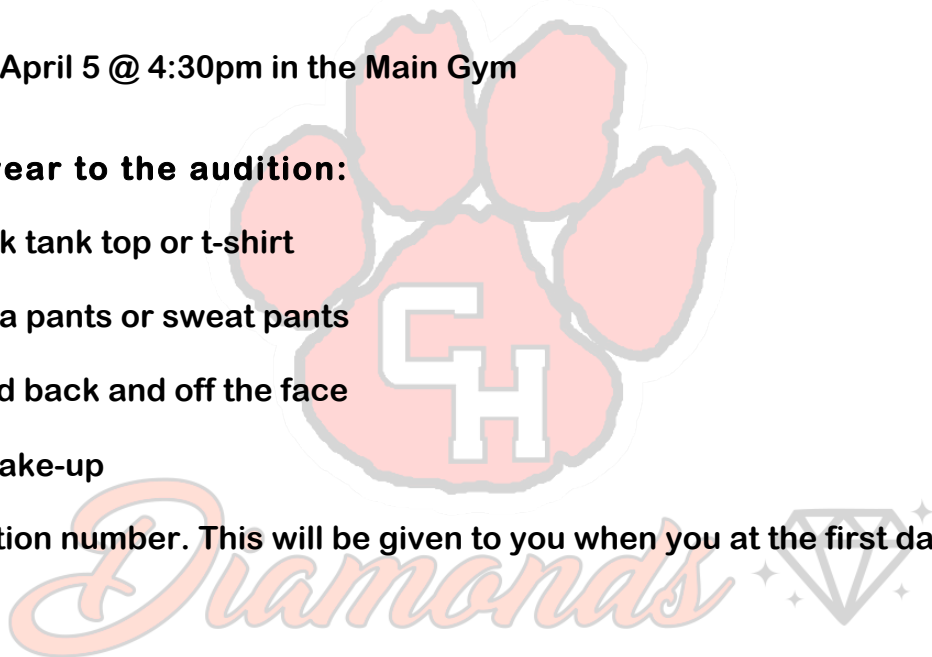 April 5 @ 4:30pm in the Main Gym
ear to the audition:
k tank top or t-shirt
a pants or sweat pants
d back and off the face
ake-up
tion number. This will be given to you when you at the first da
CH
Diamonds